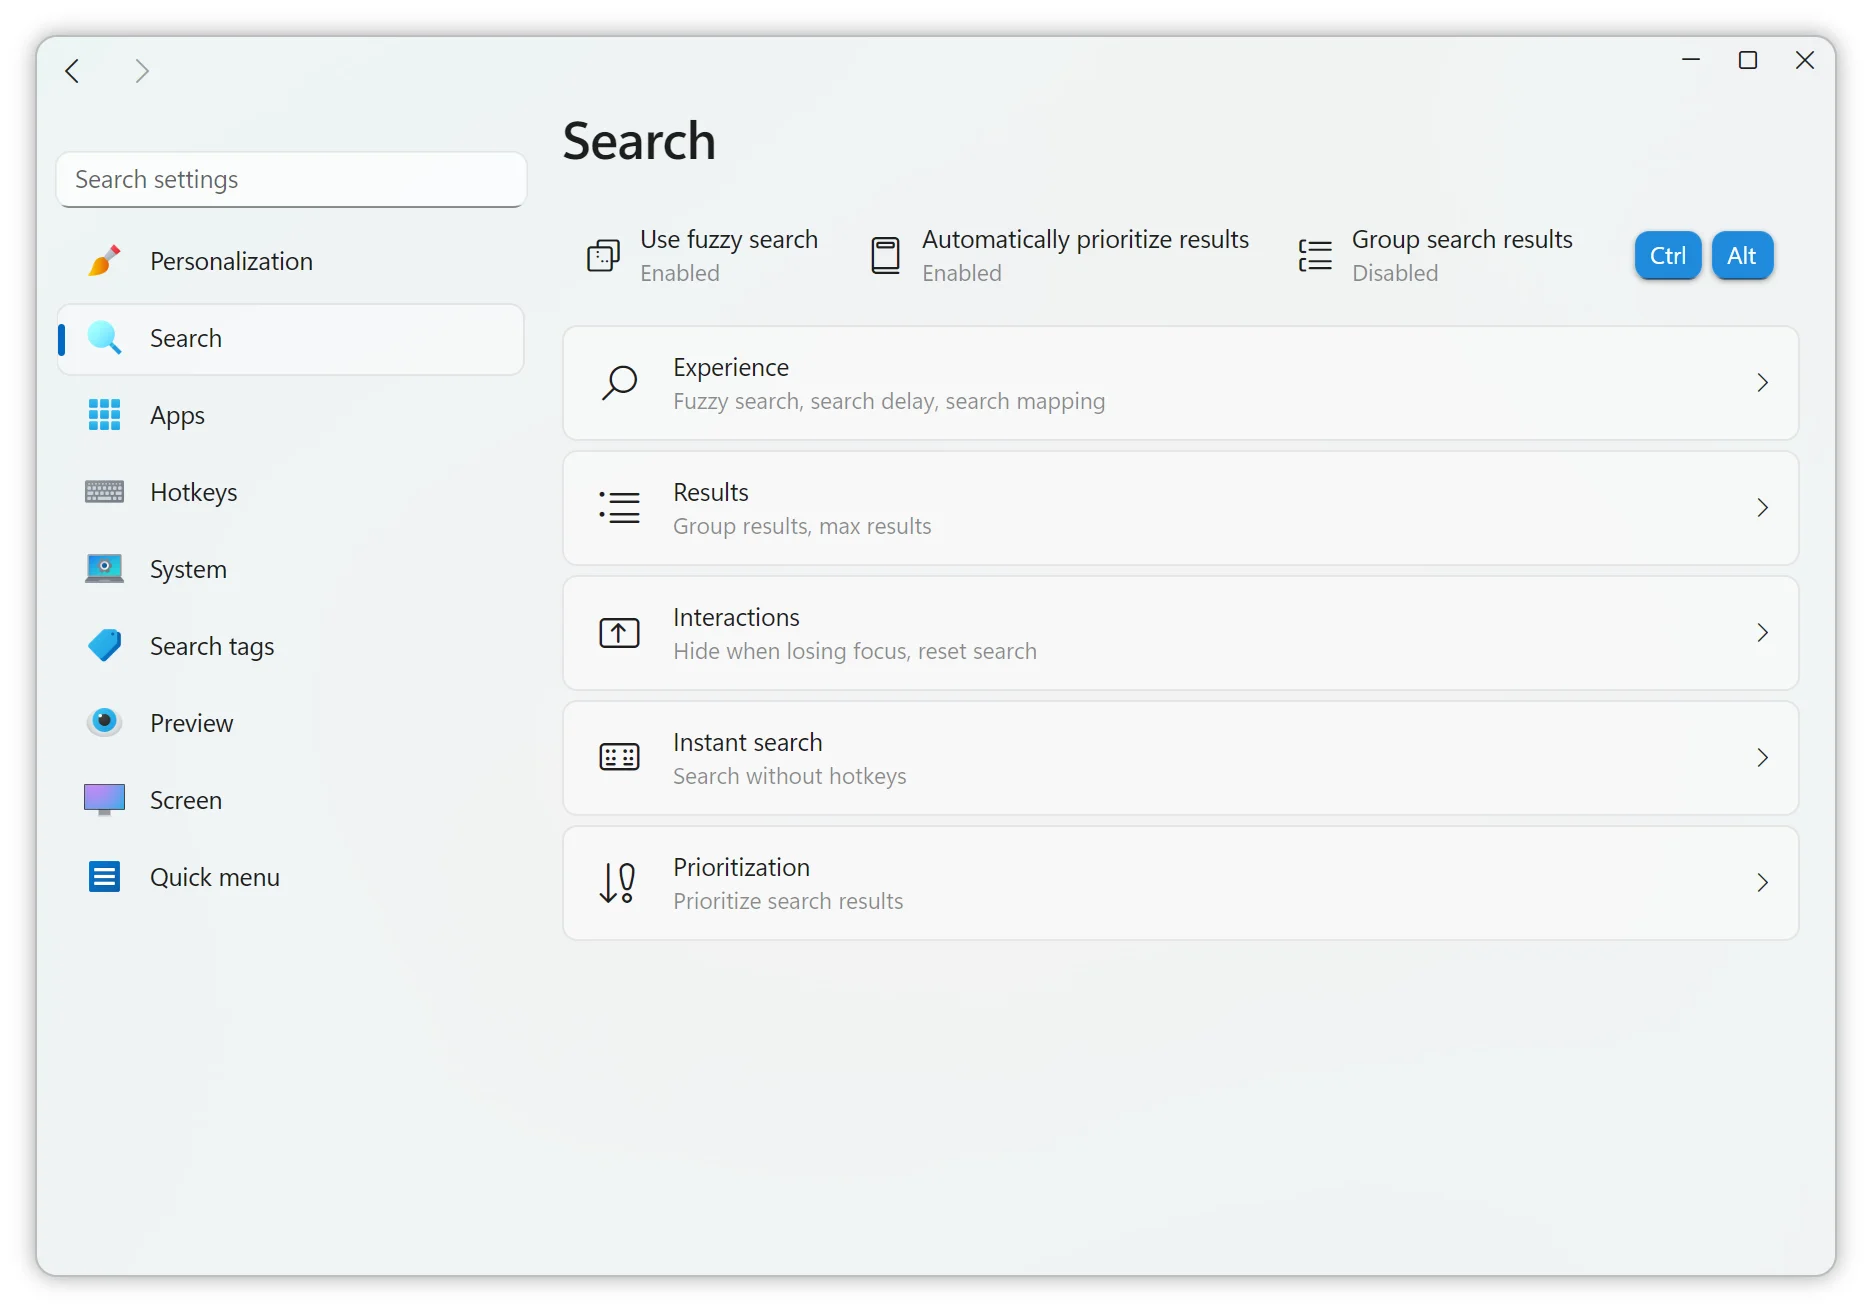 Search
Search settings
Personalization
Search
Apps
Hotkeys
System
Search tags
Preview
Screen
Quick menu
Use fuzzy search
Enabled
Automatically prioritize results
Enabled
Group search results
Disabled
Ctrl
Alt
Experience
Fuzzy search, search delay, search mapping
Results
Group results, max results
Interactions
Hide when losing focus, reset search
Instant search
Search without hotkeys
Prioritization
Prioritize search results